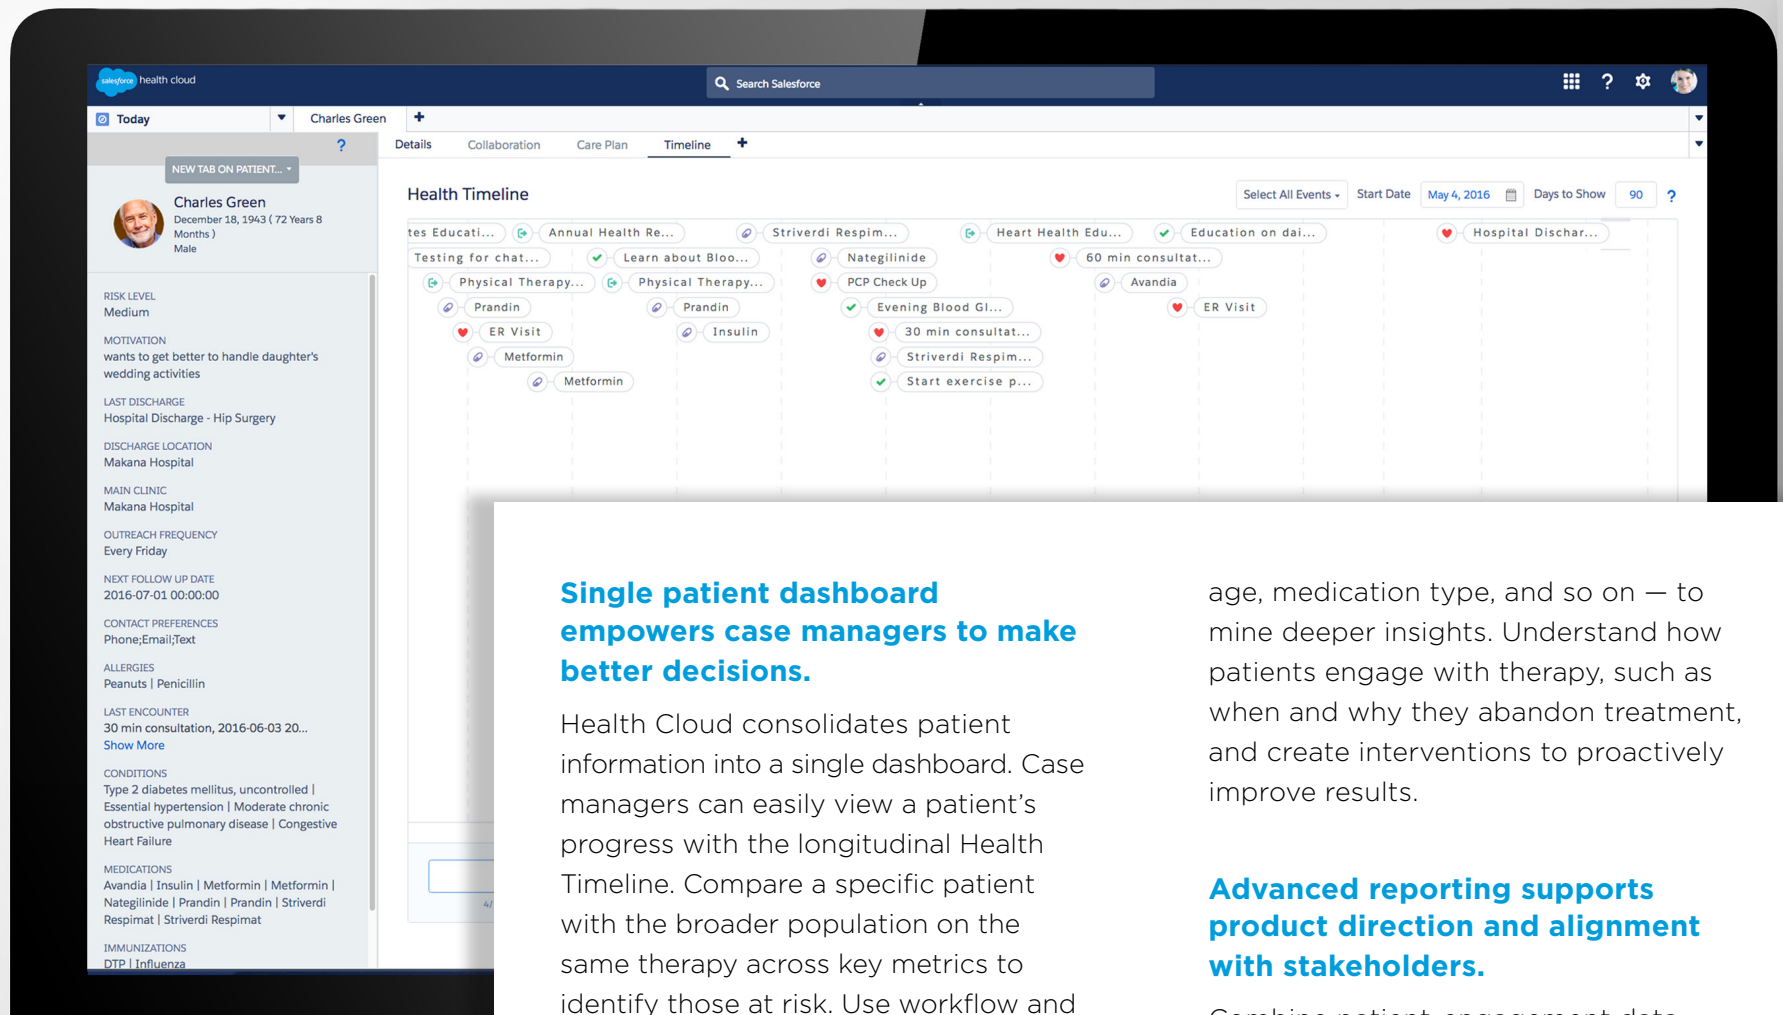 salesforce health cloud
Search Salesforce
?
Today
Charles Green
?
Details Collaboration Care Plan Timeline
NEW TAB ON PATIENT...
Charles Green
December 18, 1943 ( 72 Years 8
Months )
Male
RISK LEVEL
Medium
MOTIVATION
wants to get better to handle daughter's
wedding activities
LAST DISCHARGE
Hospital Discharge - Hip Surgery
DISCHARGE LOCATION
Makana Hospital
MAIN CLINIC
Makana Hospital
OUTREACH FREQUENCY
Every Friday
NEXT FOLLOW UP DATE
2016-07-01 00:00:00
CONTACT PREFERENCES
Phone;Email;Text
ALLERGIES
Peanuts | Penicillin
LAST ENCOUNTER
30 min consultation, 2016-06-03 20...
Show More
CONDITIONS
Type 2 diabetes mellitus, uncontrolled |
Essential hypertension | Moderate chronic
obstructive pulmonary disease | Congestive
Heart Failure
MEDICATIONS
Avandia | Insulin | Metformin | Metformin |
Nategilinide | Prandin | Prandin | Striverdi
Respimat | Striverdi Respimat
IMMUNIZATIONS
DTP | Influenza
Health Timeline
Select All Events Start Date May 4, 2016 Days to Show 90 ?
tes Educati... Annual Health Re... Striverdi Respim... Heart Health Edu... Education on dai... Hospital Dischar...
Testing for chat... Learn about Bloo... Nategilinide 60 min consultat...
Physical Therapy... Physical Therapy... PCP Check Up Avandia
Prandin Prandin Evening Blood Gl... ER Visit
ER Visit Insulin 30 min consultat...
Metformin Striverdi Respim...
Metformin Start exercise p...
4/
Single patient dashboard
empowers case managers to make
better decisions.
Health Cloud consolidates patient
information into a single dashboard. Case
managers can easily view a patient’s
progress with the longitudinal Health
Timeline. Compare a specific patient
with the broader population on the
same therapy across key metrics to
identify those at risk. Use workflow and
age, medication type, and so on — to
mine deeper insights. Understand how
patients engage with therapy, such as
when and why they abandon treatment,
and create interventions to proactively
improve results.
Advanced reporting supports
product direction and alignment
with stakeholders.
Combine patient-engagement data